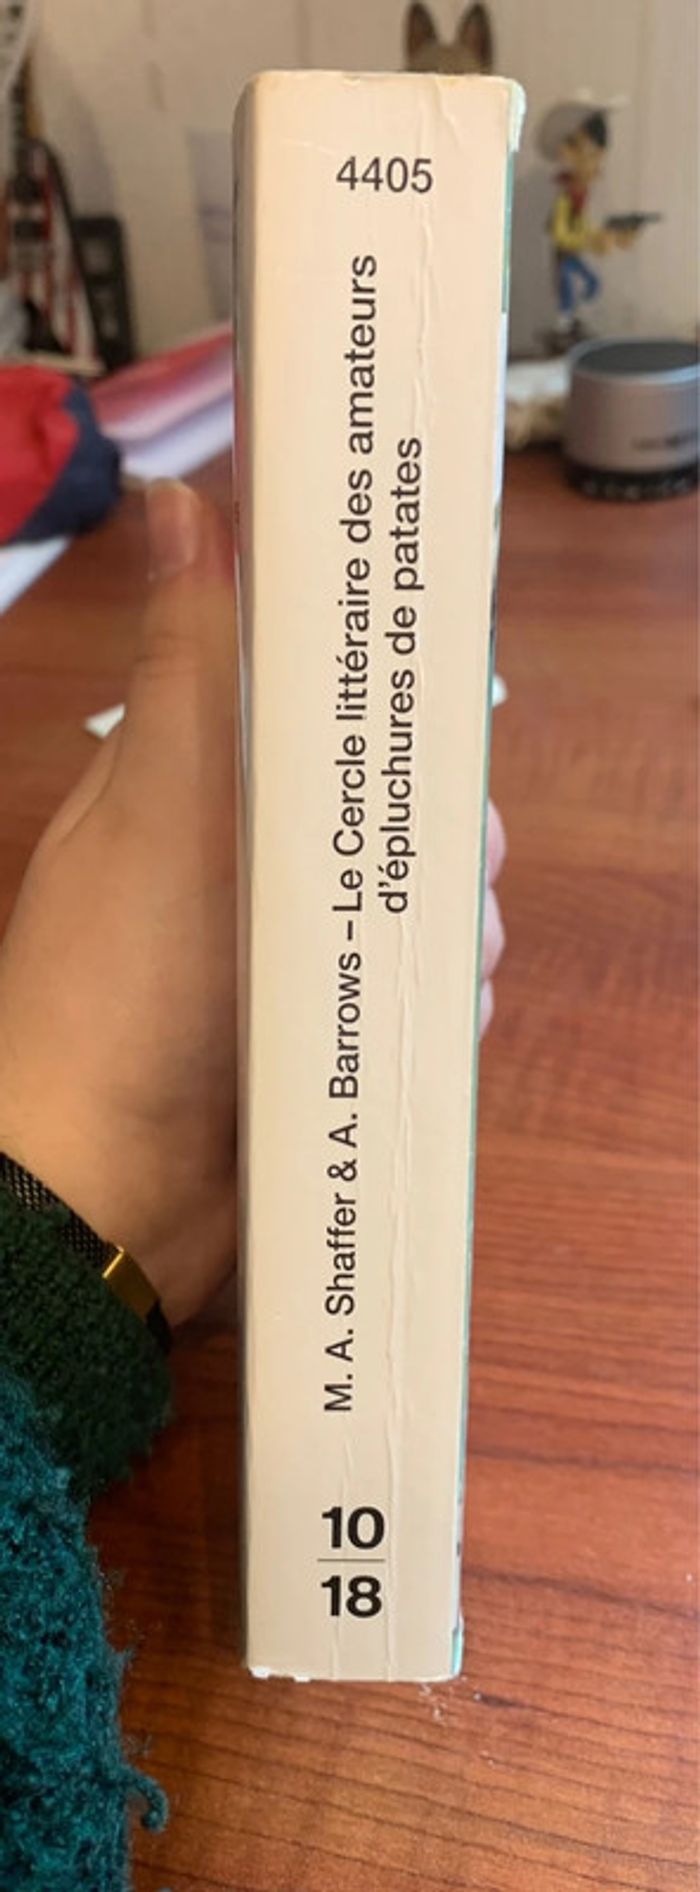 4405
M. A. Shaffer & A. Barrows – Le Cercle littéraire des amateurs
d'épluchures de patates
10
18